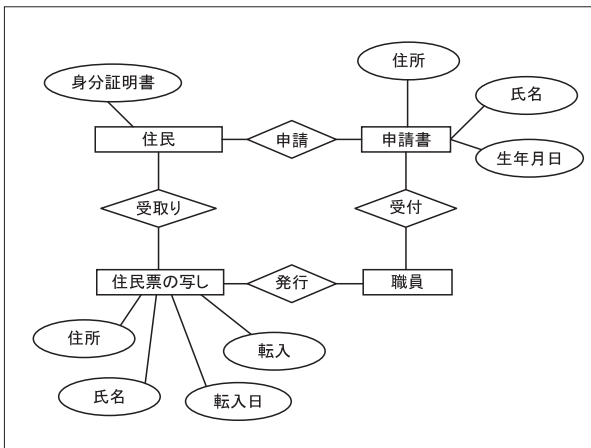 住所
身分証明書
氏名
住民
申請
申請書
生年月日
受取り
受付
住民票の写し
発行
職員
住所
転入
氏名
転入日